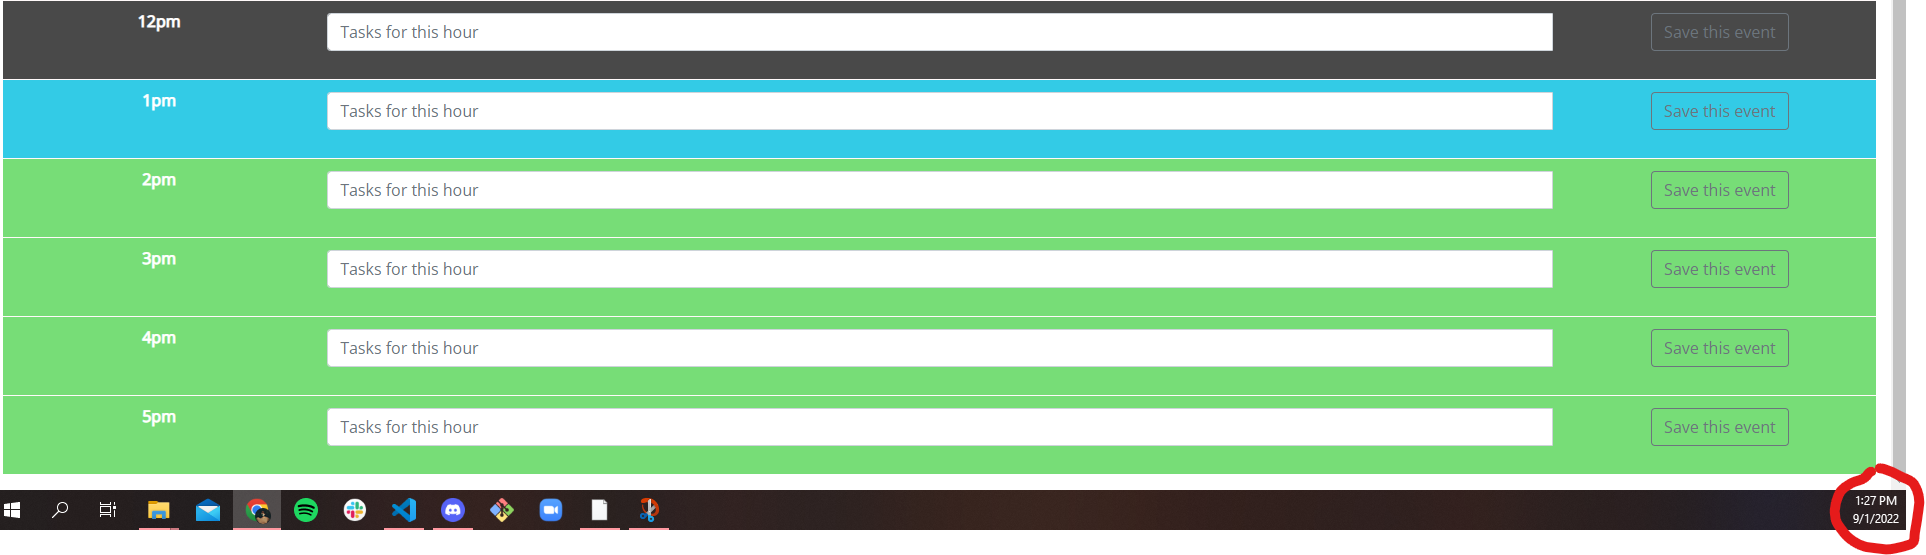 12pm Tasks for this hour Save this event
1pm Tasks for this hour Save this event
2pm Tasks for this hour Save this event
3pm Tasks for this hour Save this event
4pm Tasks for this hour Save this event
5pm Tasks for this hour Save this event
1:27 PM
9/1/2022